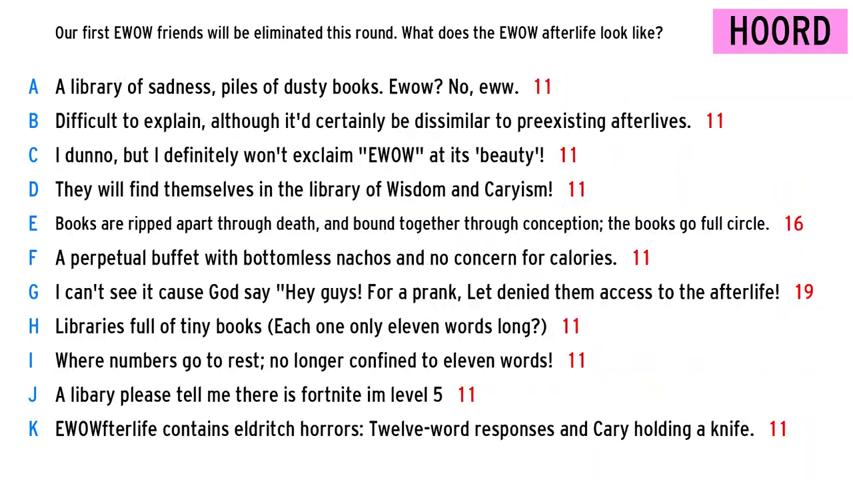 Our first EWOW friends will be eliminated this round. What does the EWOW afterlife look like?
HOORD
A A library of sadness, piles of dusty books. Ewow? No, eww. 11
B Difficult to explain, although it'd certainly be dissimilar to preexisting afterlives. 11
C I dunno, but I definitely won't exclaim "EWOW" at its 'beauty'! 11
D They will find themselves in the library of Wisdom and Caryism! 11
E Books are ripped apart through death, and bound together through conception; the books go full circle. 16
F A perpetual buffet with bottomless nachos and no concern for calories. 11
G I can't see it cause God say "Hey guys! For a prank, Let denied them access to the afterlife! 19
H Libraries full of tiny books (Each one only eleven words long?) 11
I Where numbers go to rest; no longer confined to eleven words! 11
J A libary please tell me there is fortnite im level 5 11
K EWOWfterlife contains eldritch horrors: Twelve-word responses and Cary holding a knife. 11